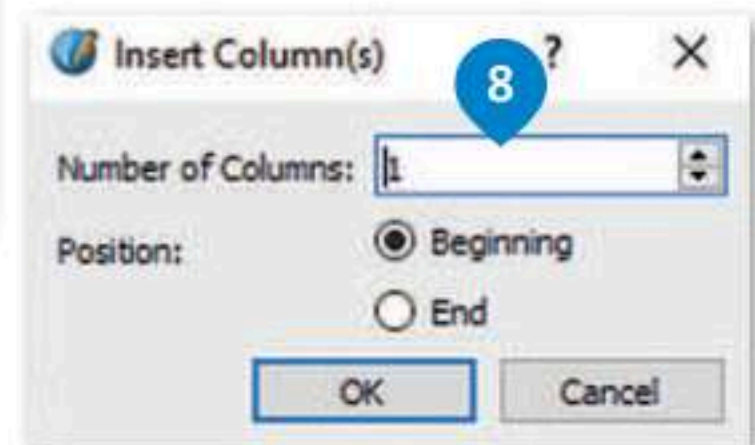 Insert Column(s) ? X
8
Number of Columns: 1
Position: Beginning
End
OK Cancel